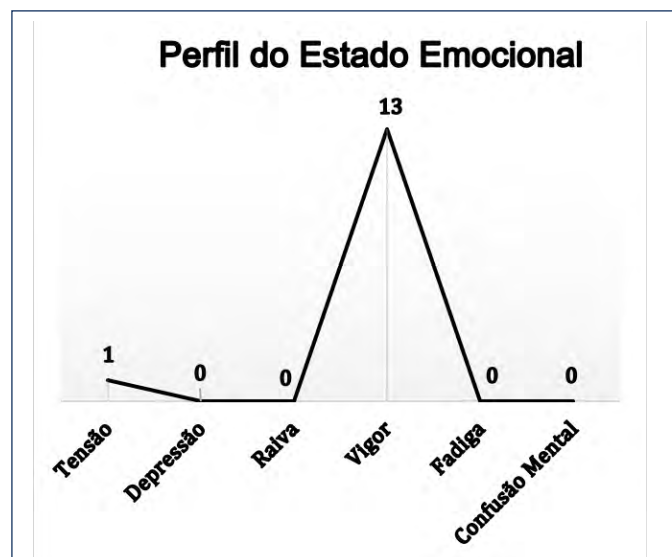 Perfil do Estado Emocional
13
1
0
0
0
0
Tensão
Depressão
Raiva
Vigor
Fadiga
Confusão Mental